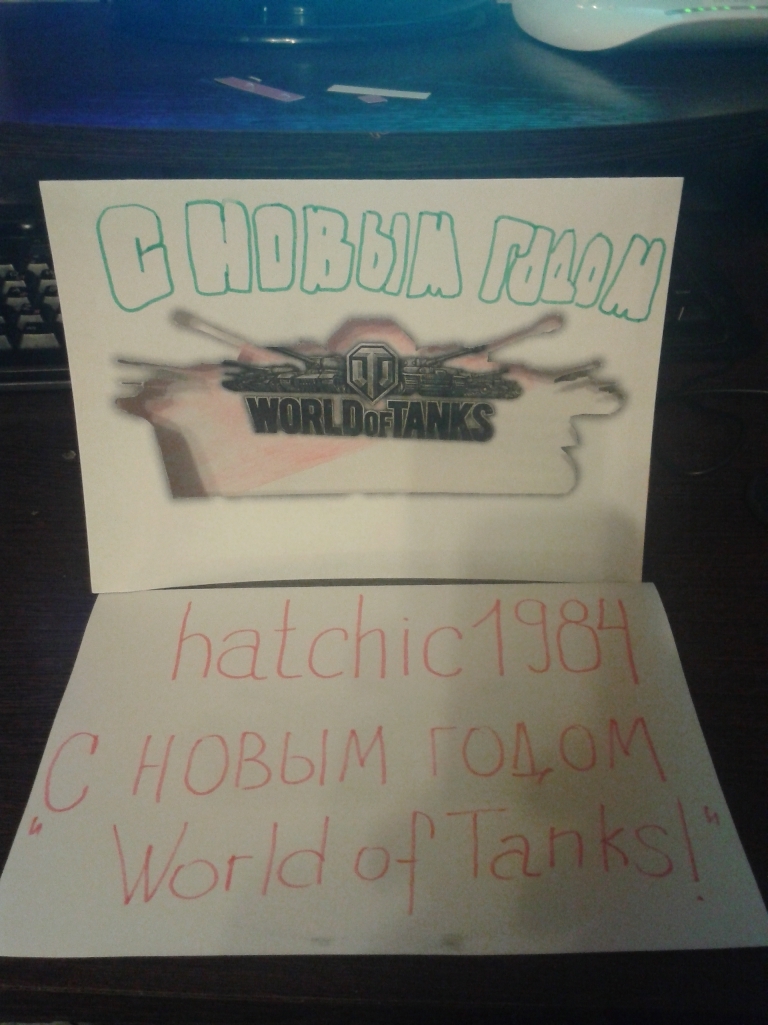 С НОВЫМ ГОДОМ
WORLD OF TANKS
hatchic1984
С НОВЫМ ГОДОМ
"World of Tanks!"